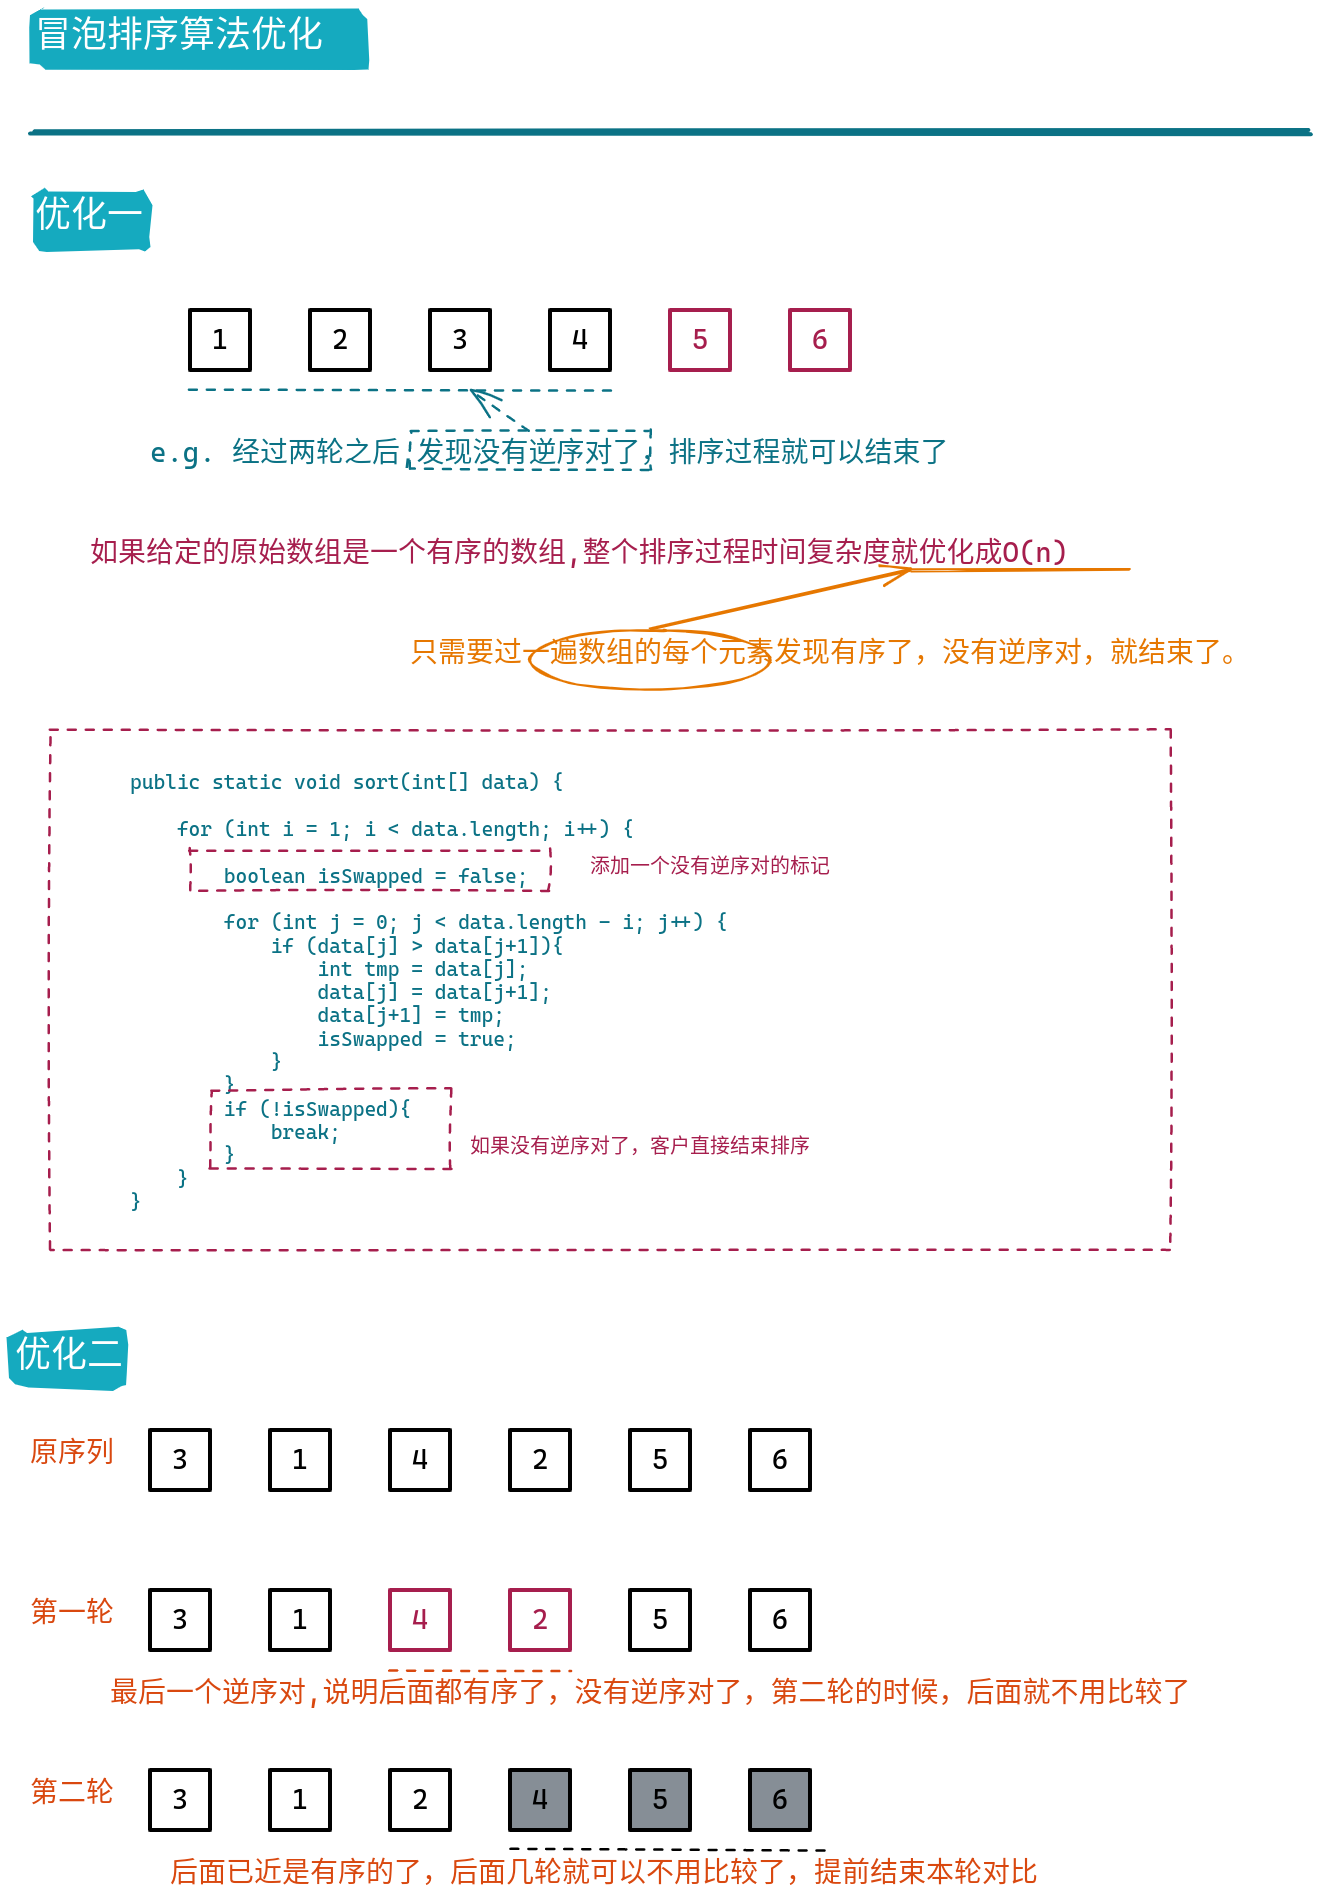 冒泡排序算法优化
优化一
1 2 3 4 5 6
e.g. 经过两轮之后,发现没有逆序对了，排序过程就可以结束了
如果给定的原始数组是一个有序的数组,整个排序过程时间复杂度就优化成O(n)
只需要过一遍数组的每个元素发现有序了，没有逆序对，就结束了。
public static void sort(int[] data) {
for (int i = 1; i < data.length; i++) {
添加一个没有逆序对的标记
boolean isSwapped = false;
for (int j = 0; j < data.length - i; j++) {
if (data[j] > data[j+1]){
int tmp = data[j];
data[j] = data[j+1];
data[j+1] = tmp;
isSwapped = true;
}
}
if (!isSwapped){
break;
如果没有逆序对了，客户直接结束排序
}
}
}
优化二
原序列 3 1 4 2 5 6
第一轮 3 1 4 2 5 6
最后一个逆序对,说明后面都有序了，没有逆序对了，第二轮的时候，后面就不用比较了
第二轮 3 1 2 4 5 6
后面已近是有序的了，后面几轮就可以不用比较了，提前结束本轮对比